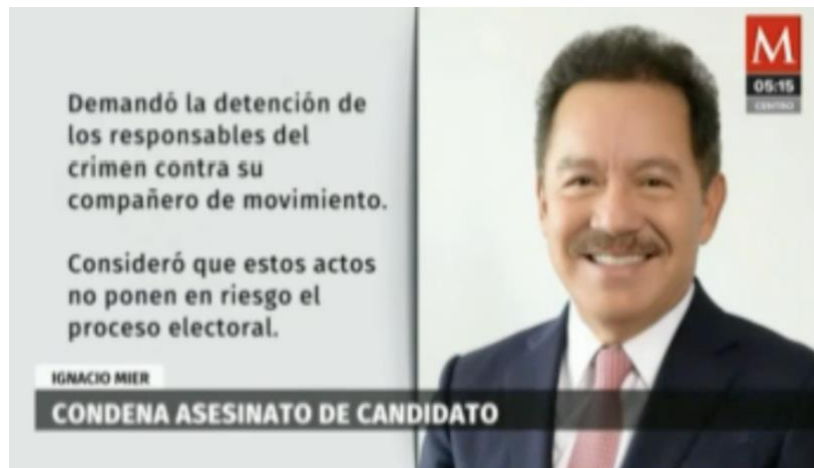 Demandó la detención de
los responsables del
crimen contra su
compañero de movimiento.
Consideró que estos actos
no ponen en riesgo el
proceso electoral.
M
05:15
CENTRO
IGNACIO MIER
CONDENA ASESINATO DE CANDIDATO